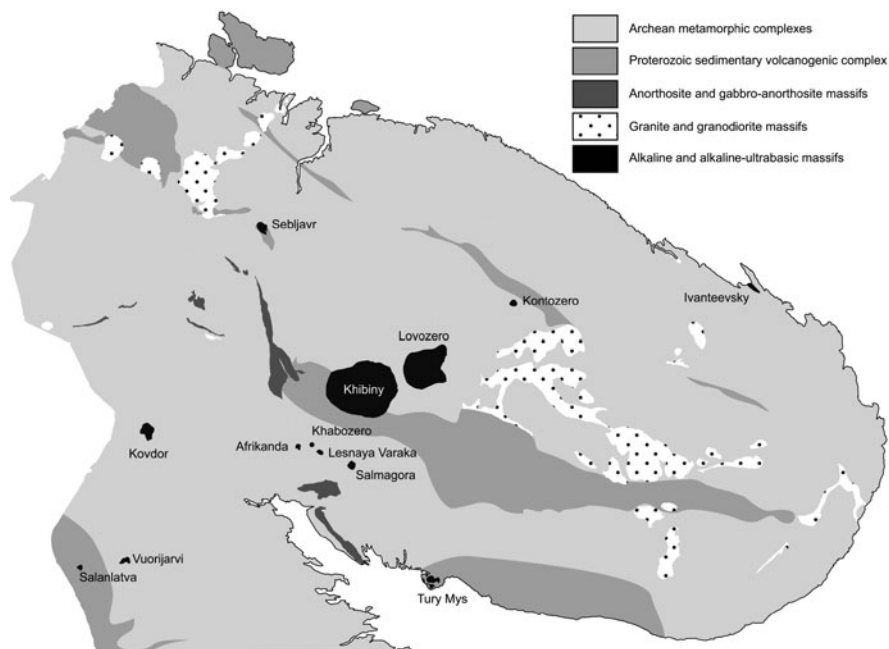 Archean metamorphic complexes
Proterozoic sedimentary volcanogenic complex
Anorthosite and gabbro-anorthosite massifs
Granite and granodiorite massifs
Alkaline and alkaline-ultrabasic massifs
Sebljavr
Kontozero
Ivanteevsky
Lovozero
Khibiny
Khabozero
Afrikanda
Lesnaya Varaka
Kovdor
Salmagora
Vuorijarvi
Salanlatva
Tury Mys